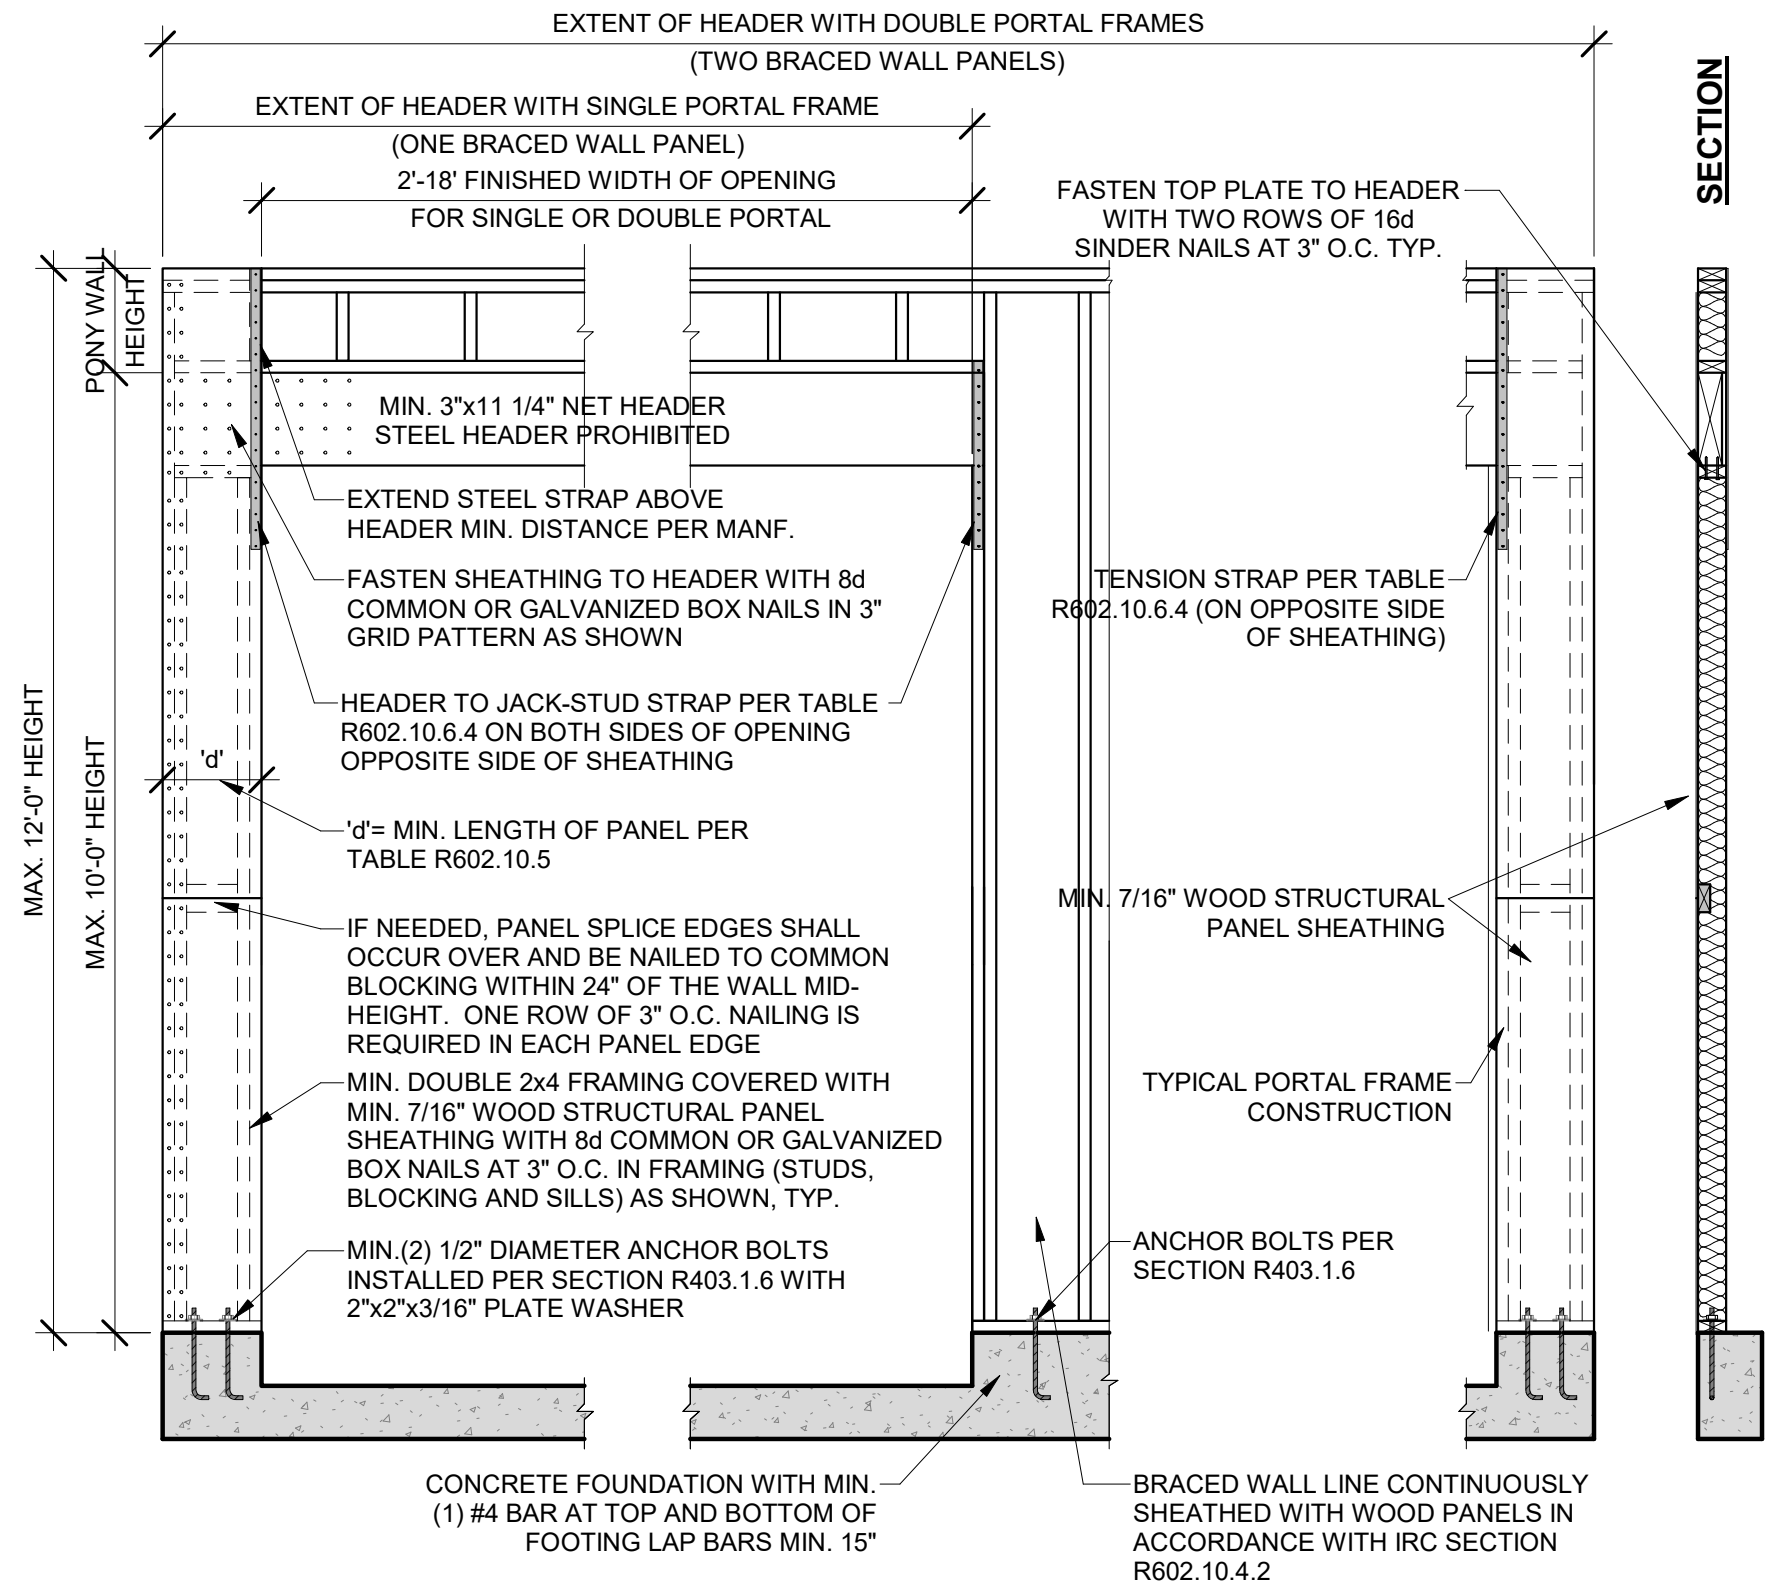 EXTENT OF HEADER WITH DOUBLE PORTAL FRAMES
(TWO BRACED WALL PANELS)
EXTENT OF HEADER WITH SINGLE PORTAL FRAME
(ONE BRACED WALL PANEL)
2'-18' FINISHED WIDTH OF OPENING
FOR SINGLE OR DOUBLE PORTAL
FASTEN TOP PLATE TO HEADER
WITH TWO ROWS OF 16d
SINDER NAILS AT 3" O.C. TYP.
SECTION
PONY WALL
HEIGHT
MIN. 3"x11 1/4" NET HEADER
STEEL HEADER PROHIBITED
EXTEND STEEL STRAP ABOVE
HEADER MIN. DISTANCE PER MANF.
FASTEN SHEATHING TO HEADER WITH 8d
COMMON OR GALVANIZED BOX NAILS IN 3"
GRID PATTERN AS SHOWN
TENSION STRAP PER TABLE
R602.10.6.4 (ON OPPOSITE SIDE
OF SHEATHING)
HEADER TO JACK-STUD STRAP PER TABLE
R602.10.6.4 ON BOTH SIDES OF OPENING
OPPOSITE SIDE OF SHEATHING
MAX. 12'-0" HEIGHT
MAX. 10'-0" HEIGHT
'd'
'd'= MIN. LENGTH OF PANEL PER
TABLE R602.10.5
MIN. 7/16" WOOD STRUCTURAL
PANEL SHEATHING
IF NEEDED, PANEL SPLICE EDGES SHALL
OCCUR OVER AND BE NAILED TO COMMON
BLOCKING WITHIN 24" OF THE WALL MID-
HEIGHT. ONE ROW OF 3" O.C. NAILING IS
REQUIRED IN EACH PANEL EDGE
MIN. DOUBLE 2x4 FRAMING COVERED WITH
MIN. 7/16" WOOD STRUCTURAL PANEL
SHEATHING WITH 8d COMMON OR GALVANIZED
BOX NAILS AT 3" O.C. IN FRAMING (STUDS,
BLOCKING AND SILLS) AS SHOWN, TYP.
TYPICAL PORTAL FRAME
CONSTRUCTION
MIN.(2) 1/2" DIAMETER ANCHOR BOLTS
INSTALLED PER SECTION R403.1.6 WITH
2"x2"x3/16" PLATE WASHER
ANCHOR BOLTS PER
SECTION R403.1.6
CONCRETE FOUNDATION WITH MIN.
(1) #4 BAR AT TOP AND BOTTOM OF
FOOTING LAP BARS MIN. 15"
BRACED WALL LINE CONTINUOUSLY
SHEATHED WITH WOOD PANELS IN
ACCORDANCE WITH IRC SECTION
R602.10.4.2